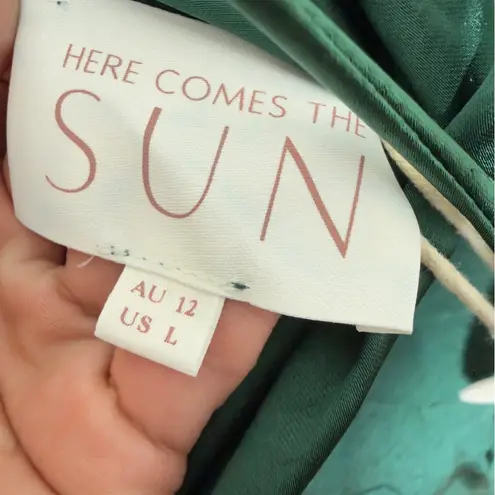 HERE COMES THE
SUN
AU 12
US L